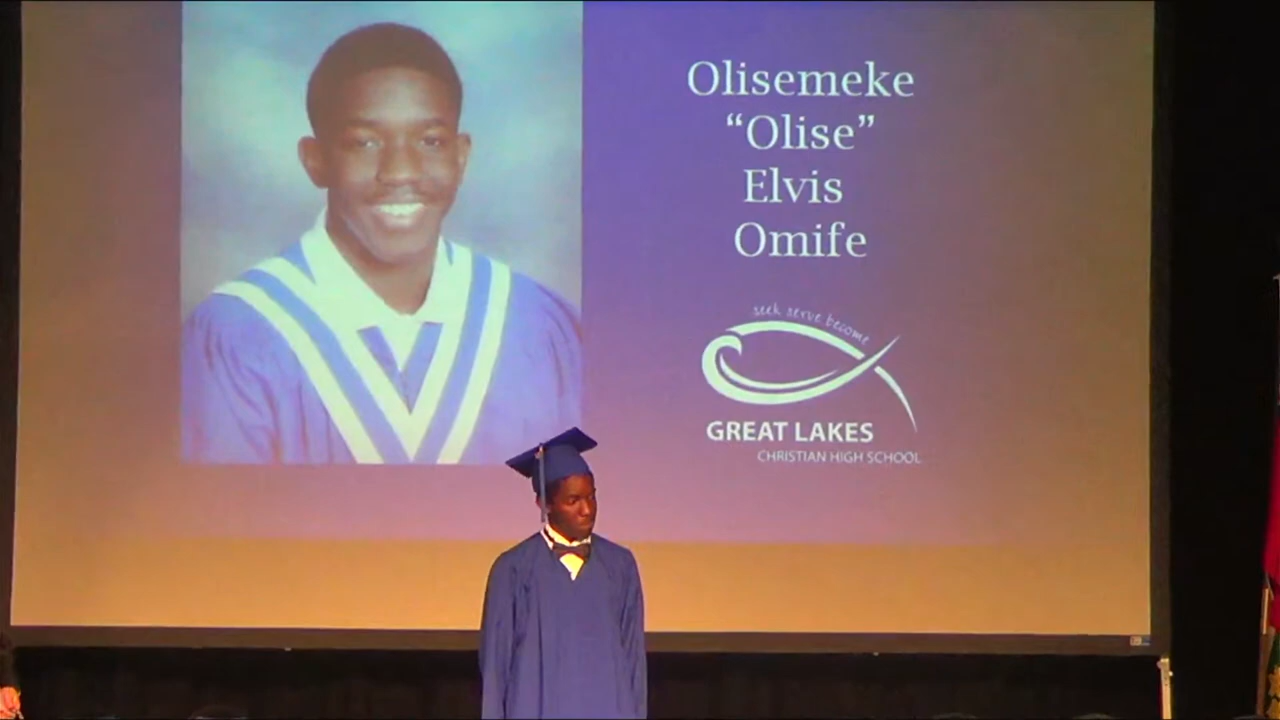 Olisemeke
“Olise”
Elvis
Omife
seek serve become
GREAT LAKES
CHRISTIAN HIGH SCHOOL